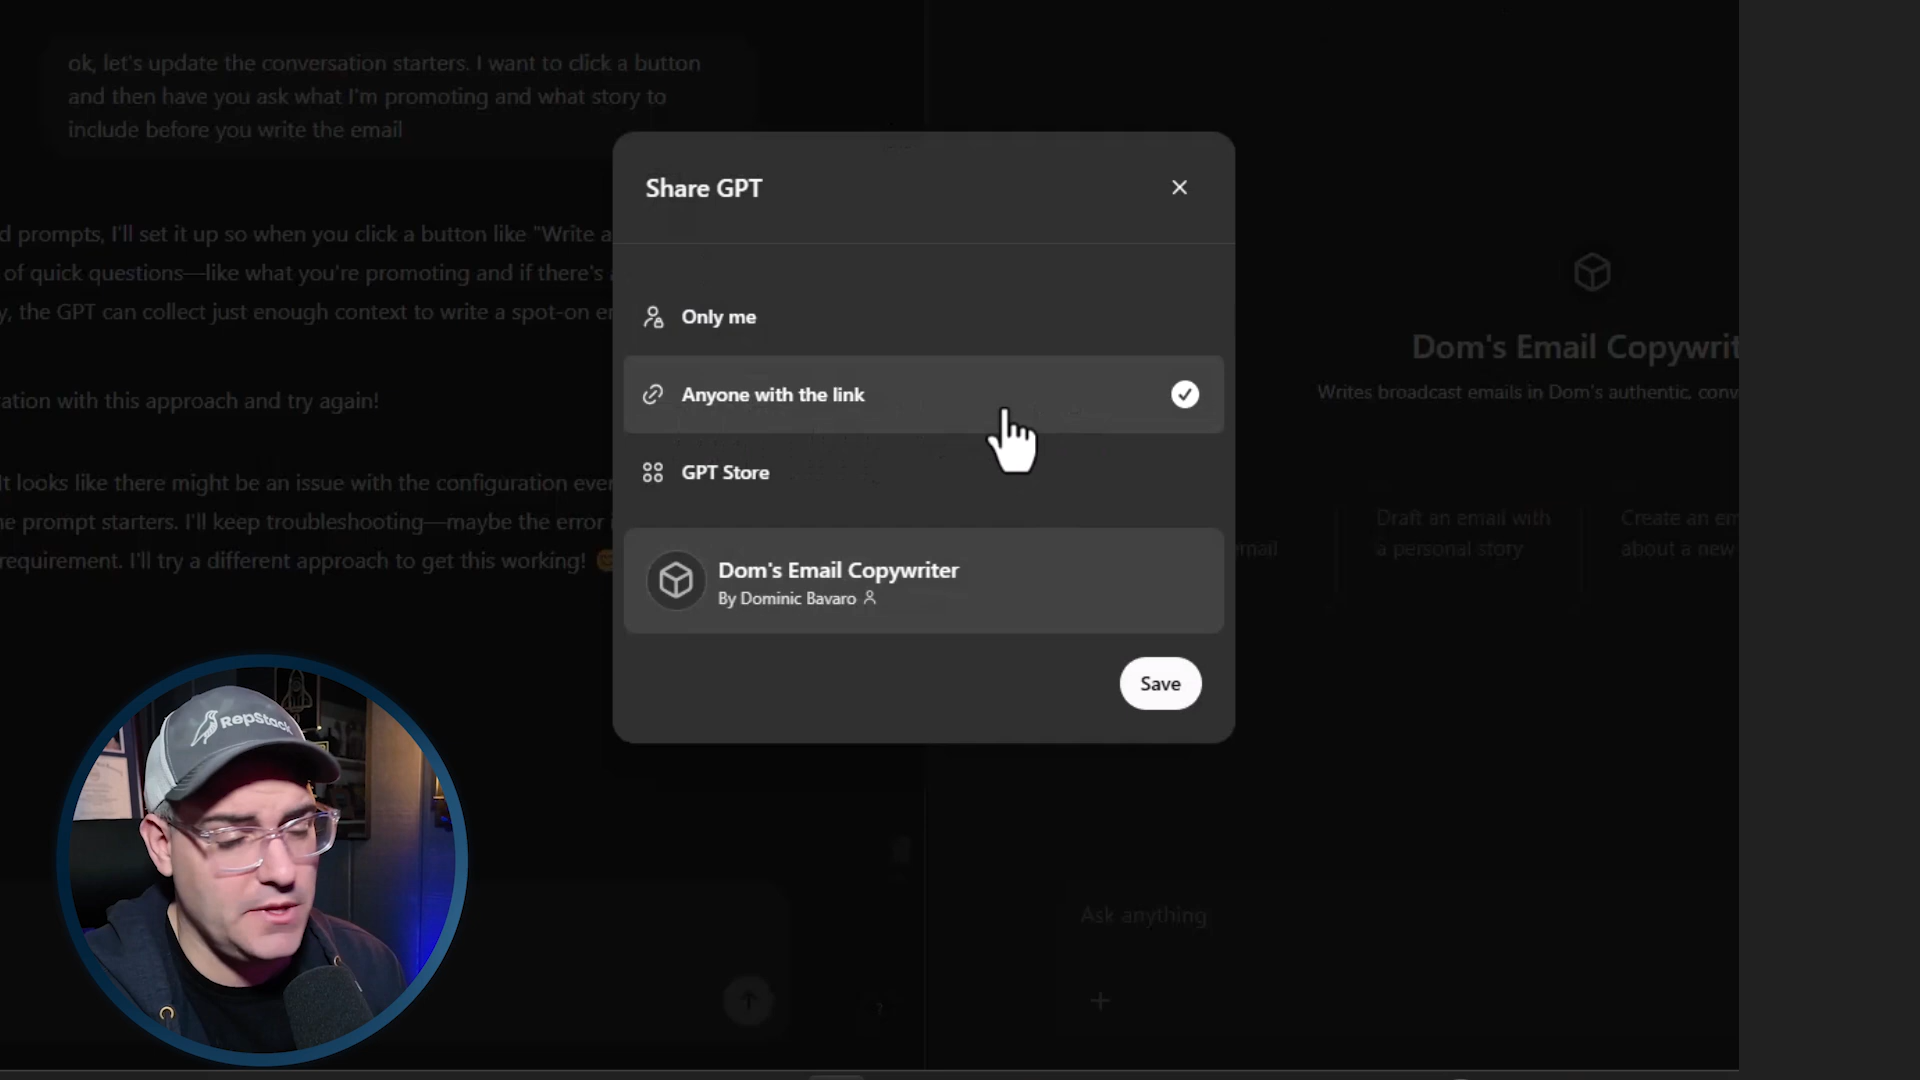 ok, let's update the conversation starters. I want to click a button
and then have you ask what I'm promoting and what story to
include before you write the email
d prompts, I'll set it up so when you click a button like "Write a
of quick questions—like what you're promoting and if there's
y, the GPT can collect just enough context to write a spot-on
ation with this approach and try again!
It looks like there might be an issue with the configuration
e prompt starters. I'll keep troubleshooting—maybe the error
requirement. I'll try a different approach to get this working!
Share GPT
Only me
Anyone with the link
GPT Store
Dom's Email Copywriter
By Dominic Bavaro
Save
Dom's Email Copywrit
Writes broadcast emails in Dom's authentic,
Draft an email with
a personal story
Create an
about a new
Ask anything
RepStack